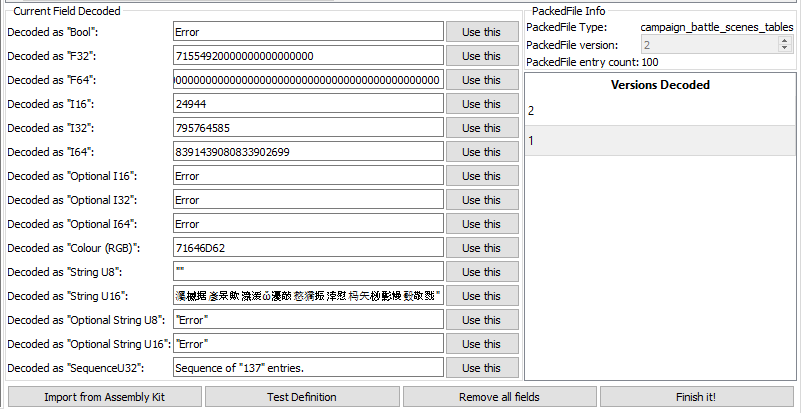 Current Field Decoded
Decoded as "Bool": Error Use this
Decoded as "F32": 71554920000000000000000 Use this
Decoded as "F64": Use this
Decoded as "I16": 24944 Use this
Decoded as "I32": 795764585 Use this
Decoded as "I64": 8391439080833902699 Use this
Decoded as "Optional I16": Error Use this
Decoded as "Optional I32": Error Use this
Decoded as "Optional I64": Error Use this
Decoded as "Colour (RGB)": 71646D62 Use this
Decoded as "String U8": "" Use this
Decoded as "String U16": Use this
Decoded as "Optional String U8": "Error" Use this
Decoded as "Optional String U16": "Error" Use this
Decoded as "SequenceU32": Sequence of "137" entries. Use this
PackedFile Info
PackedFile Type: campaign_battle_scenes_tables
PackedFile version: 2
PackedFile entry count: 100
Versions Decoded
2
1
Import from Assembly Kit
Test Definition
Remove all fields
Finish it!